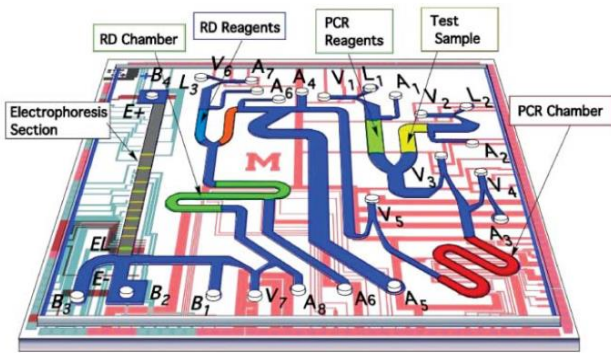 RD Chamber
RD Reagents
PCR Reagents
Test Sample
PCR Chamber
Electrophoresis Section
+B4
E+
L3
V6
A7
A6
A4
V1
L1
A1
V2
L2
A2
V3
V4
A3
V5
M
EL
E-
B3
B2
B1
V7
A8
A6
A5